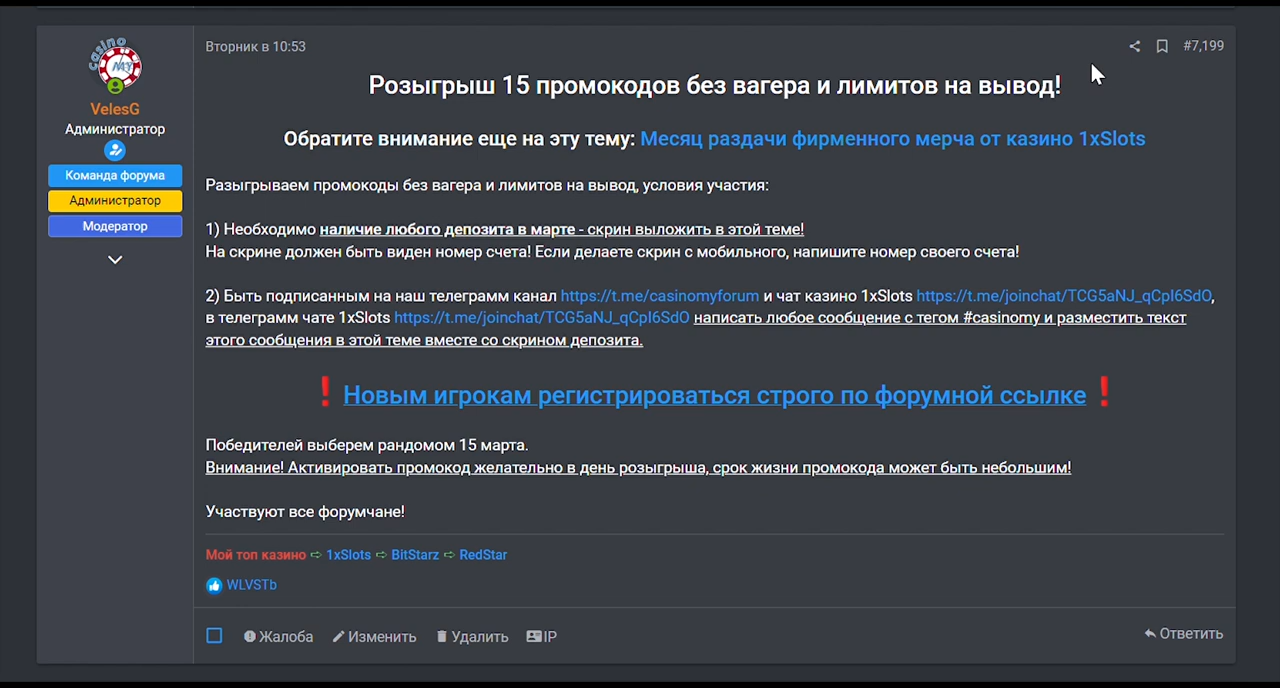 casino
MY
VelesG
Администратор
Команда форума
Администратор
Модератор
Вторник в 10:53
#7,199
Розыгрыш 15 промокодов без вагера и лимитов на вывод!
Обратите внимание еще на эту тему: Месяц раздачи фирменного мерча от казино 1xSlots
Разыгрываем промокоды без вагера и лимитов на вывод, условия участия:
1) Необходимо наличие любого депозита в марте - скрин выложить в этой теме!
На скрине должен быть виден номер счета! Если делаете скрин с мобильного, напишите номер своего счета!
2) Быть подписанным на наш телеграмм канал https://t.me/casinomyforum и чат казино 1xSlots https://t.me/joinchat/TCG5aNJ_qCpI6SdO,
в телеграмм чате 1xSlots https://t.me/joinchat/TCG5aNJ_qCpI6SdO написать любое сообщение с тегом #casinomy и разместить текст
этого сообщения в этой теме вместе со скрином депозита.
❗ Новым игрокам регистрироваться строго по форумной ссылке ❗
Победителей выберем рандомом 15 марта.
Внимание! Активировать промокод желательно в день розыгрыша, срок жизни промокода может быть небольшим!
Участвуют все форумчане!
Мой топ казино ⇨ 1xSlots ⇨ BitStarz ⇨ RedStar
WLVSTb
Жалоба Изменить Удалить IP
Ответить